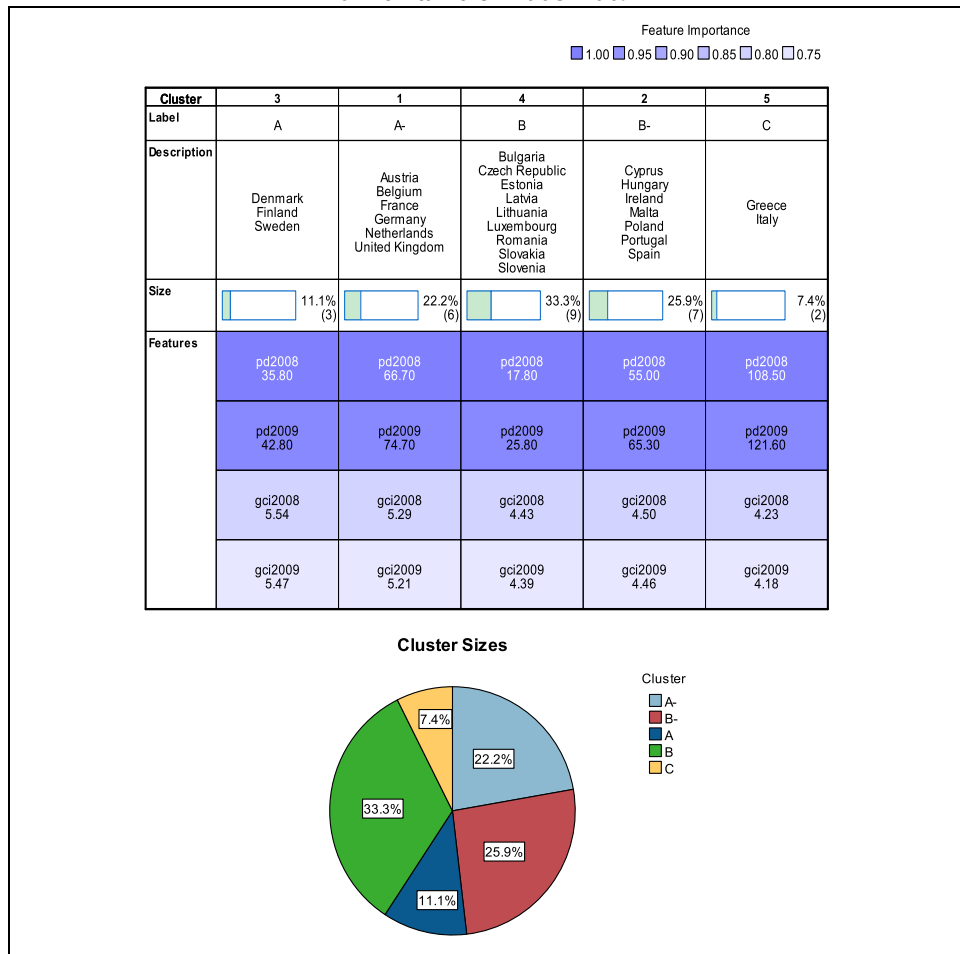 Feature Importance
1.00 0.95 0.90 0.85 0.80 0.75
Cluster 3 1 4 2 5
Label A A- B B- C
Description
Denmark
Finland
Sweden
Austria
Belgium
France
Germany
Netherlands
United Kingdom
Bulgaria
Czech Republic
Estonia
Latvia
Lithuania
Luxembourg
Romania
Slovakia
Slovenia
Cyprus
Hungary
Ireland
Malta
Poland
Portugal
Spain
Greece
Italy
Size 11.1% 22.2% 33.3% 25.9% 7.4%
(3) (6) (9) (7) (2)
Features
pd2008 pd2008 pd2008 pd2008 pd2008
35.80 66.70 17.80 55.00 108.50
pd2009 pd2009 pd2009 pd2009 pd2009
42.80 74.70 25.80 65.30 121.60
gci2008 gci2008 gci2008 gci2008 gci2008
5.54 5.29 4.43 4.50 4.23
gci2009 gci2009 gci2009 gci2009 gci2009
5.47 5.21 4.39 4.46 4.18
Cluster Sizes
Cluster
A-
B-
A
B
C
7.4%
22.2%
33.3%
25.9%
11.1%